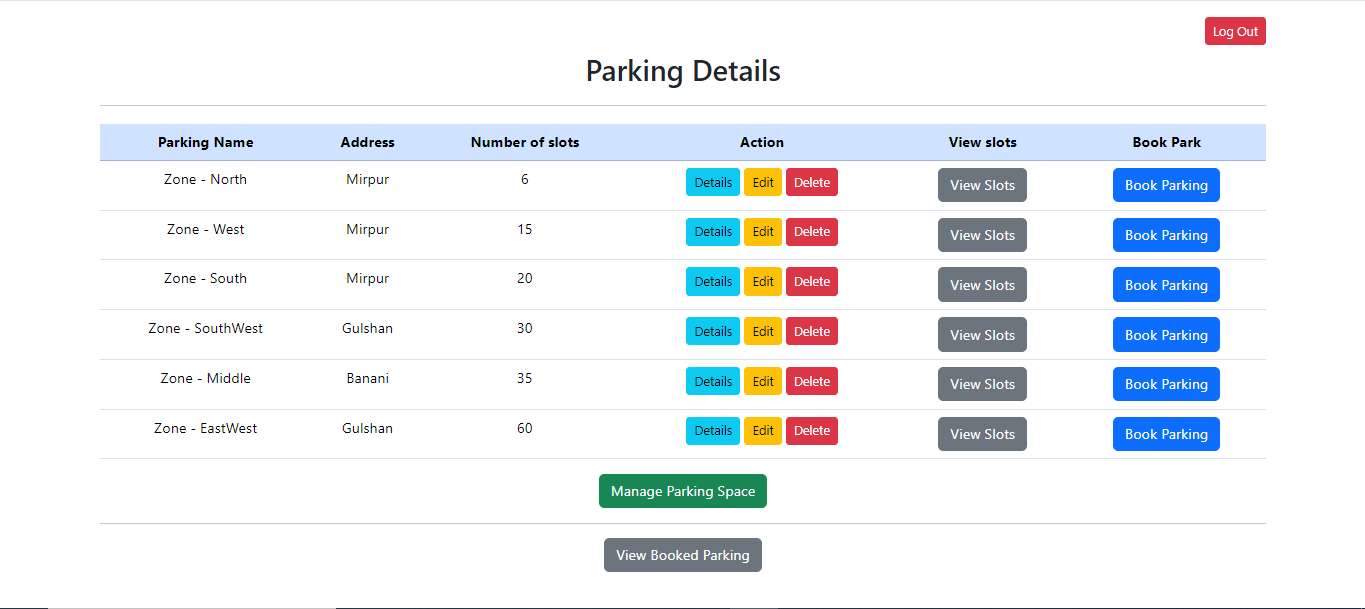 Log Out
Parking Details
Parking Name Address Number of slots Action View slots Book Park
Zone - North Mirpur 6 Details Edit Delete View Slots Book Parking
Zone - West Mirpur 15 Details Edit Delete View Slots Book Parking
Zone - South Mirpur 20 Details Edit Delete View Slots Book Parking
Zone - SouthWest Gulshan 30 Details Edit Delete View Slots Book Parking
Zone - Middle Banani 35 Details Edit Delete View Slots Book Parking
Zone - EastWest Gulshan 60 Details Edit Delete View Slots Book Parking
Manage Parking Space
View Booked Parking